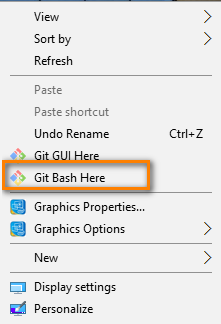 View
Sort by
Refresh
Paste
Paste shortcut
Undo Rename Ctrl+Z
Git GUI Here
Git Bash Here
Graphics Properties...
Graphics Options
New
Display settings
Personalize